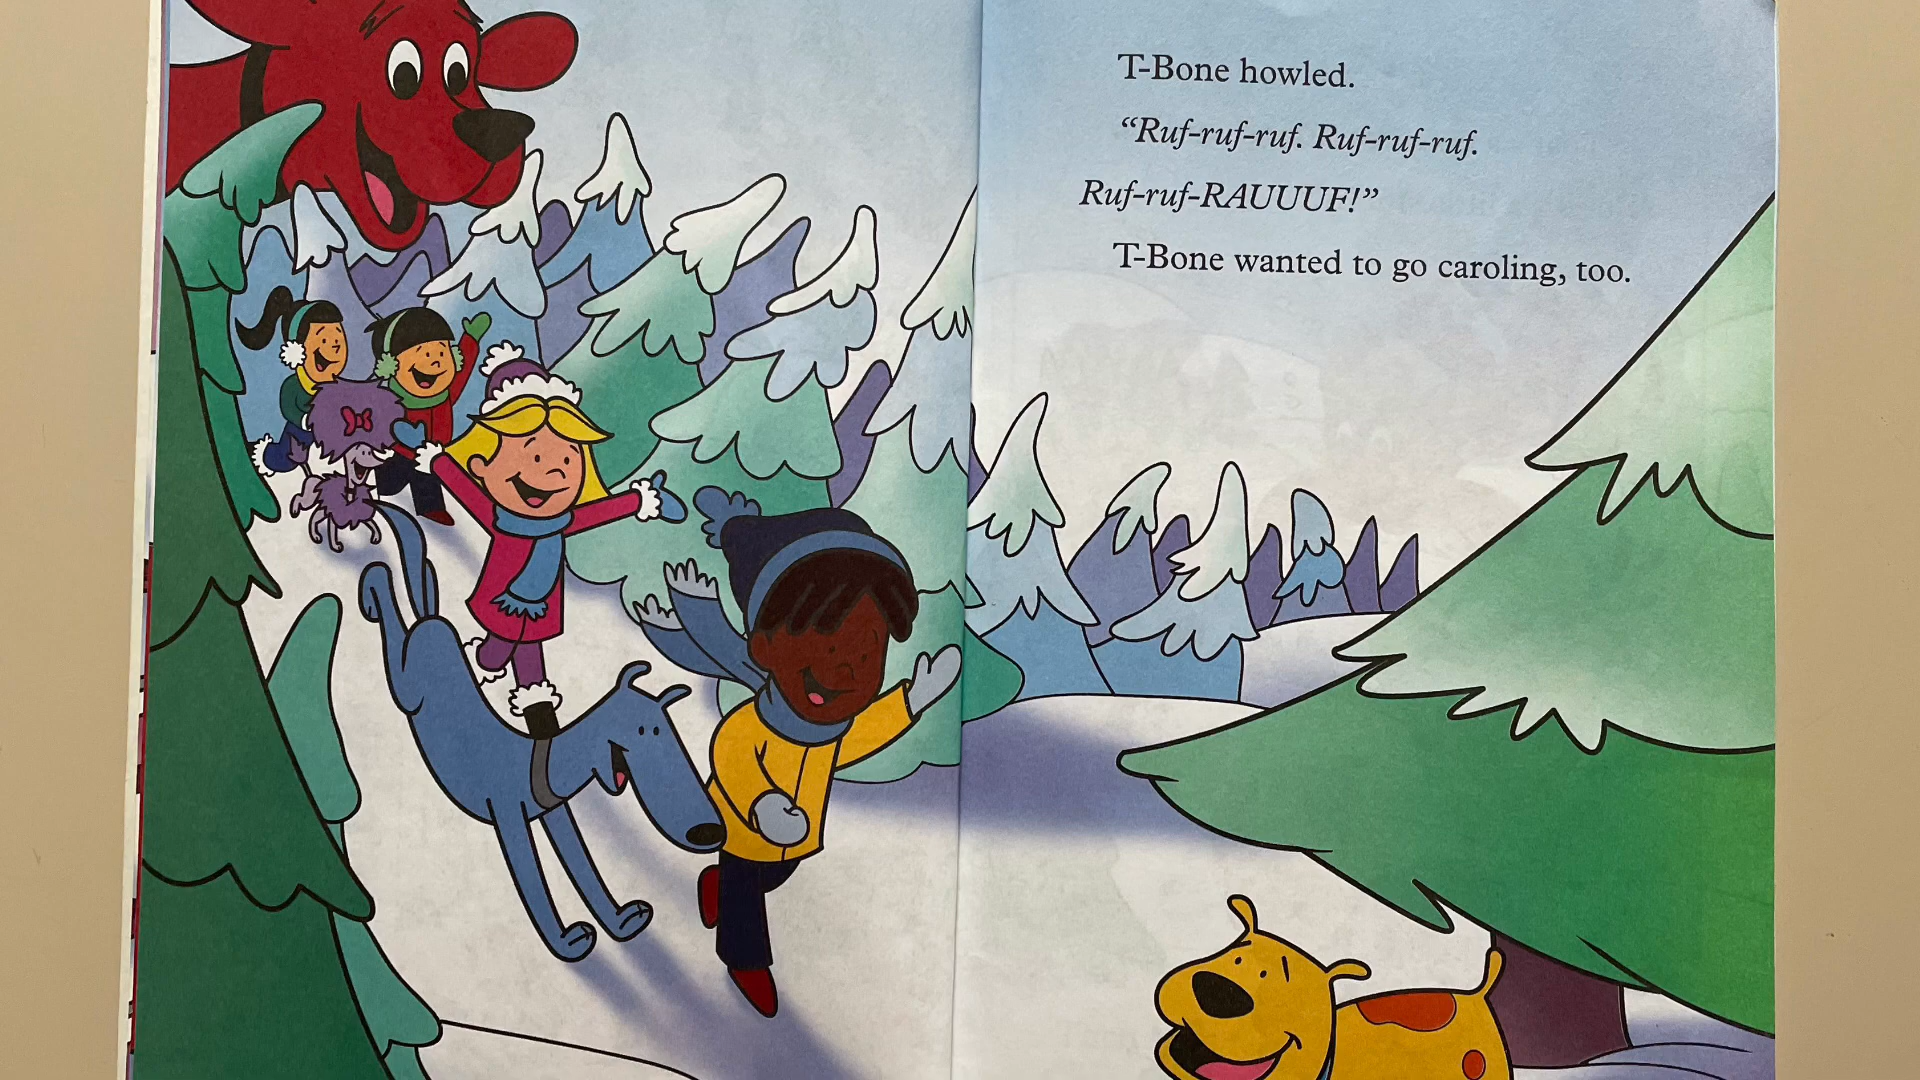 T-Bone howled.
“Ruf-ruf-ruf. Ruf-ruf-ruf.
Ruf-ruf-RAUUUF!”
T-Bone wanted to go caroling, too.